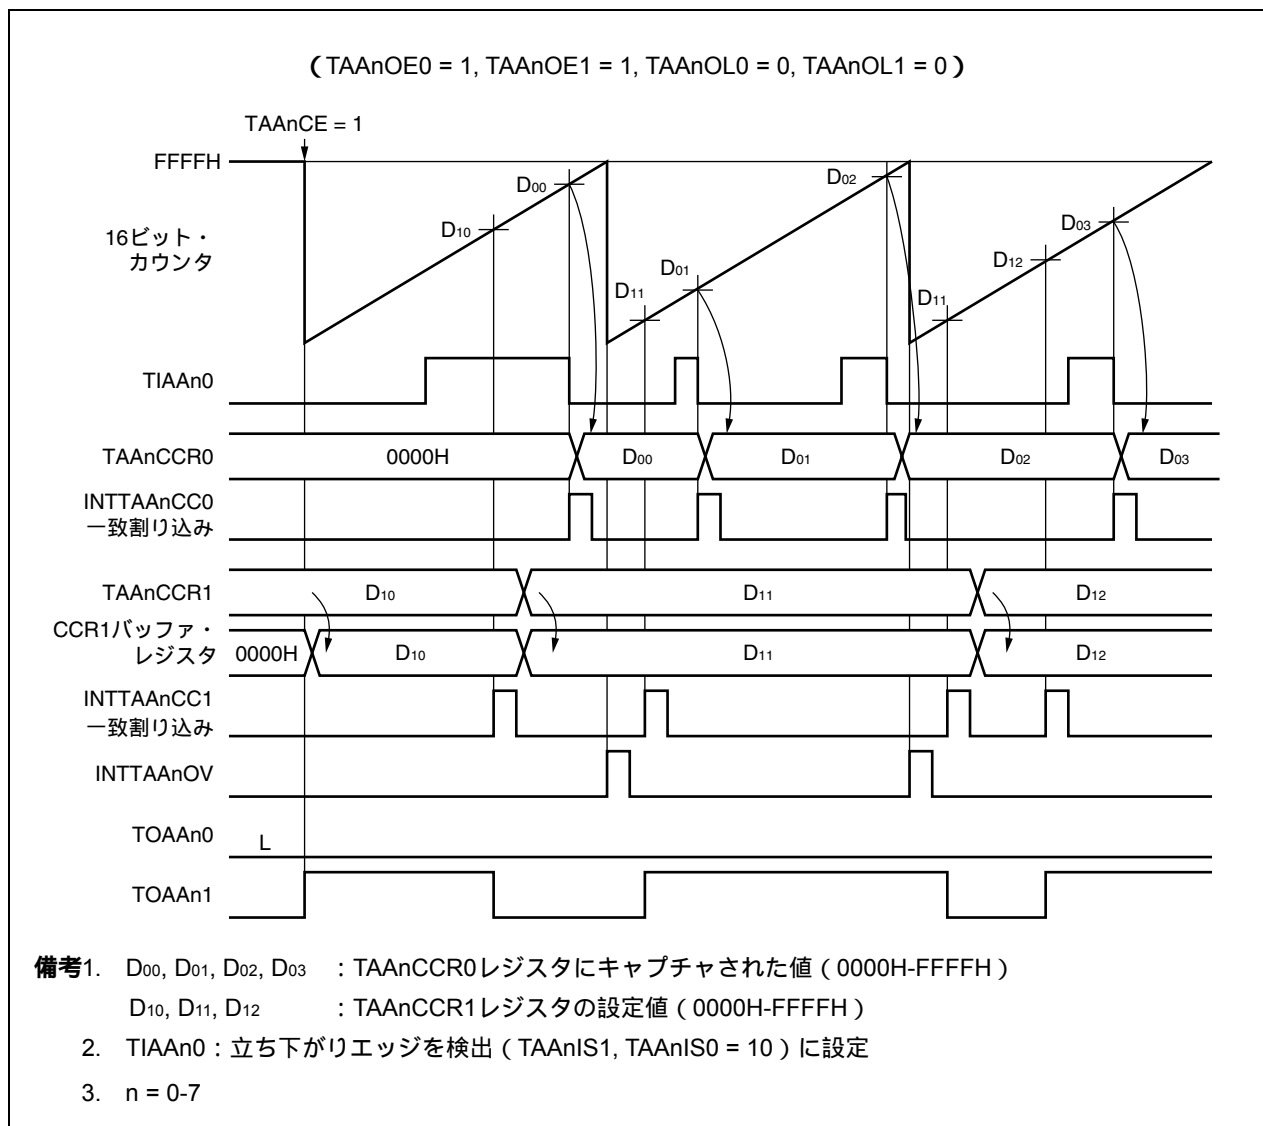 （TAAnOE0 = 1, TAAnOE1 = 1, TAAnOL0 = 0, TAAnOL1 = 0）
TAAnCE = 1
FFFFH
16ビット・
カウンタ
D10
D00
D11
D01
D02
D11
D12
D03
TIAAn0
TAAnCCR0
0000H
D00
D01
D02
D03
INTTAAnCC0
一致割り込み
TAAnCCR1
D10
D11
D12
CCR1バッファ・
レジスタ
0000H
D10
D11
D12
INTTAAnCC1
一致割り込み
INTTAAnOV
TOAAn0
L
TOAAn1
備考1. D00, D01, D02, D03 ：TAAnCCR0レジスタにキャプチャされた値（0000H-FFFFH）
D10, D11, D12 ：TAAnCCR1レジスタの設定値（0000H-FFFFH）
2. TIAAn0：立ち下がりエッジを検出（TAAnIS1, TAAnIS0 = 10）に設定
3. n = 0-7